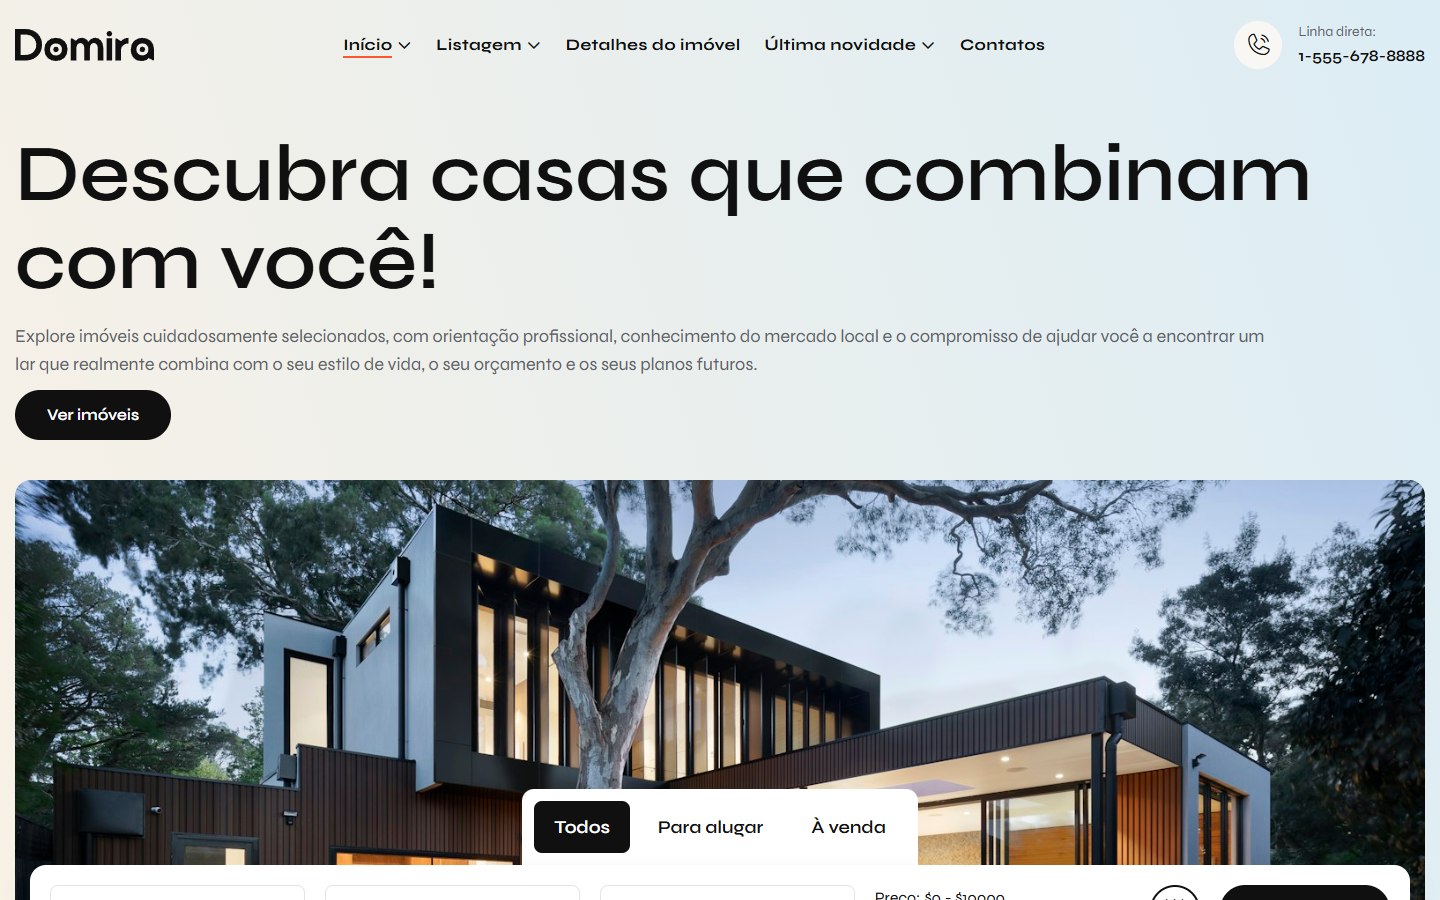 Domira
Início
Listagem
Detalhes do imóvel
Última novidade
Contatos
Linha direta:
1-555-678-8888
Descubra casas que combinam
com você!
Explore imóveis cuidadosamente selecionados, com orientação profissional, conhecimento do mercado local e o compromisso de ajudar você a encontrar um
lar que realmente combina com o seu estilo de vida, o seu orçamento e os seus planos futuros.
Ver imóveis
Todos
Para alugar
À venda
Preço: $0 - $10000